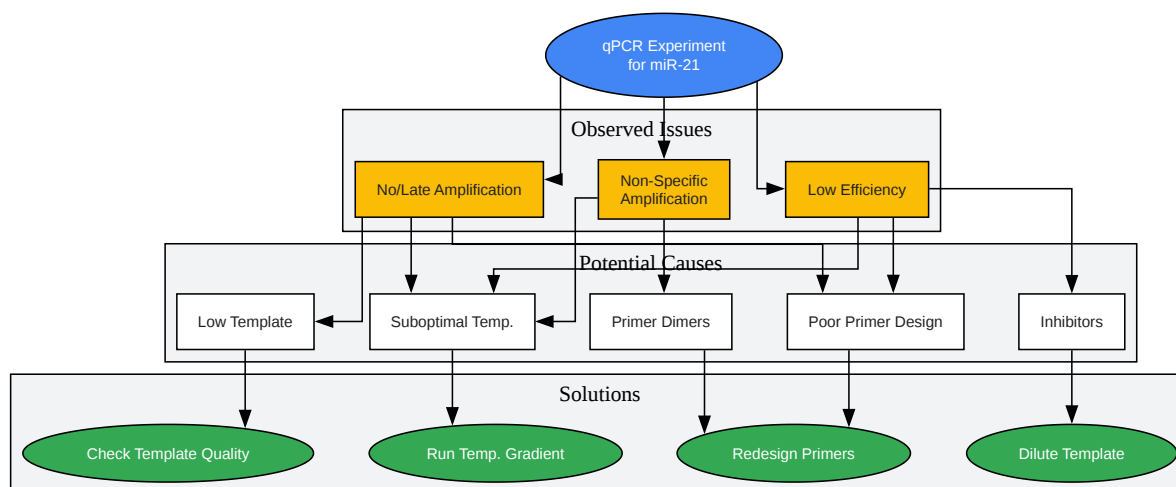 qPCR Experiment
for miR-21
Observed Issues
No/Late Amplification
Non-Specific
Amplification
Low Efficiency
Potential Causes
Low Template
Suboptimal Temp.
Primer Dimers
Poor Primer Design
Inhibitors
Solutions
Check Template Quality
Run Temp. Gradient
Redesign Primers
Dilute Template